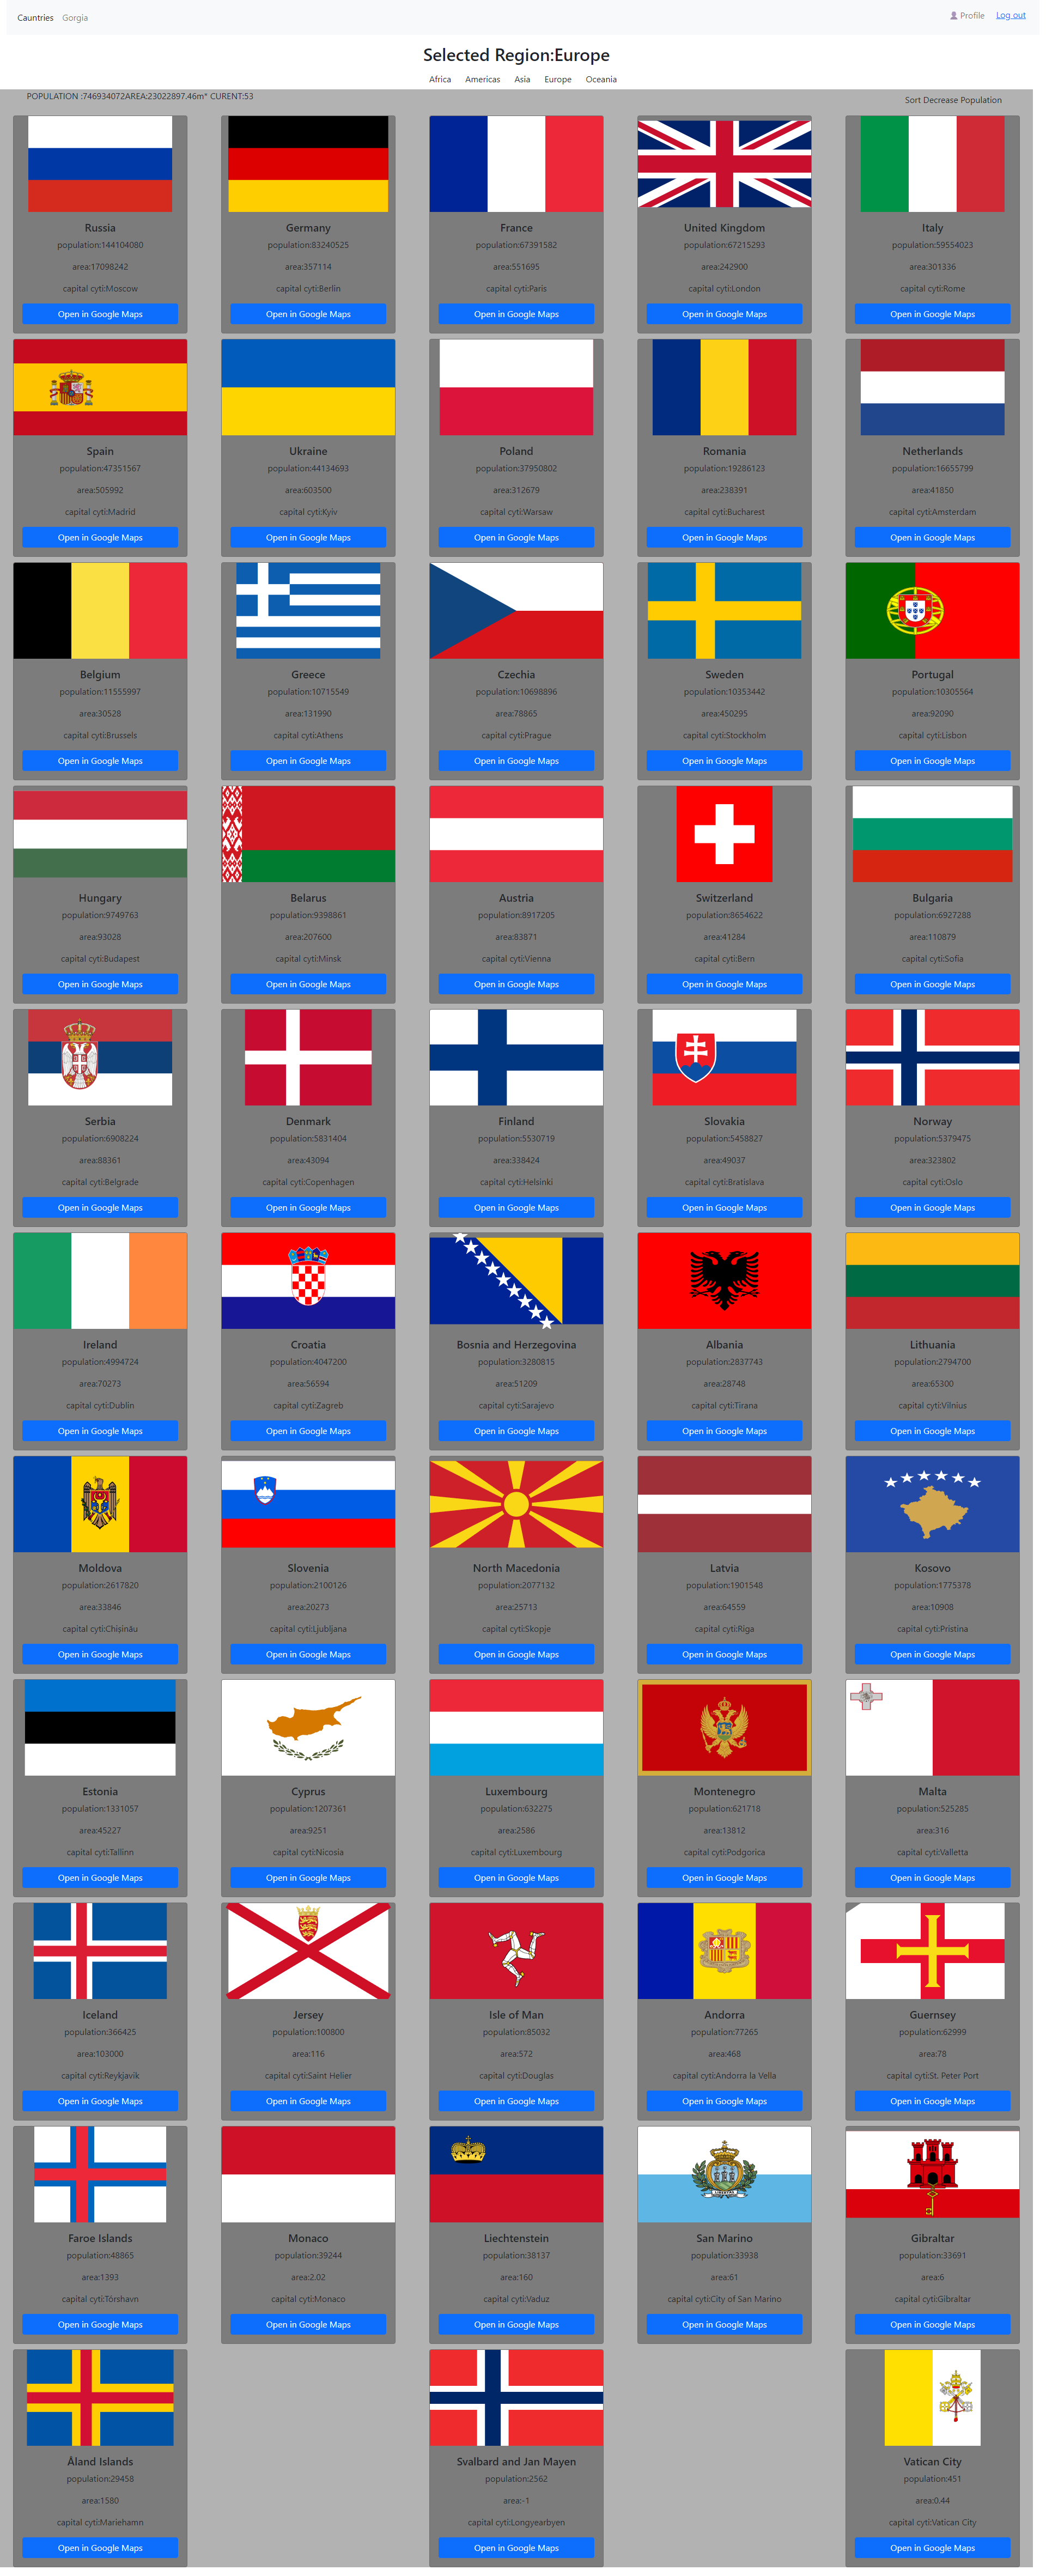 Cauntries Gorgia 👤 Profile Log out
Selected Region:Europe
Africa Americas Asia Europe Oceania
POPULATION :746934072AREA:23022897.46m² CURENT:53 Sort Decrease Population
Russia Germany France United Kingdom Italy
population:144104080 population:83240525 population:67391582 population:67215293 population:59554023
area:17098242 area:357114 area:551695 area:242900 area:301336
capital cyti:Moscow capital cyti:Berlin capital cyti:Paris capital cyti:London capital cyti:Rome
Open in Google Maps Open in Google Maps Open in Google Maps Open in Google Maps Open in Google Maps
Spain Ukraine Poland Romania Netherlands
population:47351567 population:44134693 population:37950802 population:19286123 population:16655799
area:505992 area:603500 area:312679 area:238391 area:41850
capital cyti:Madrid capital cyti:Kyiv capital cyti:Warsaw capital cyti:Bucharest capital cyti:Amsterdam
Open in Google Maps Open in Google Maps Open in Google Maps Open in Google Maps Open in Google Maps
Belgium Greece Czechia Sweden Portugal
population:11555997 population:10715549 population:10698896 population:10353442 population:10305564
area:30528 area:131990 area:78865 area:450295 area:92090
capital cyti:Brussels capital cyti:Athens capital cyti:Prague capital cyti:Stockholm capital cyti:Lisbon
Open in Google Maps Open in Google Maps Open in Google Maps Open in Google Maps Open in Google Maps
Hungary Belarus Austria Switzerland Bulgaria
population:9749763 population:9398861 population:8917205 population:8654622 population:6927288
area:93028 area:207600 area:83871 area:41284 area:110879
capital cyti:Budapest capital cyti:Minsk capital cyti:Vienna capital cyti:Bern capital cyti:Sofia
Open in Google Maps Open in Google Maps Open in Google Maps Open in Google Maps Open in Google Maps
Serbia Denmark Finland Slovakia Norway
population:6908224 population:5831404 population:5530719 population:5458827 population:5379475
area:88361 area:43094 area:338424 area:49037 area:323802
capital cyti:Belgrade capital cyti:Copenhagen capital cyti:Helsinki capital cyti:Bratislava capital cyti:Oslo
Open in Google Maps Open in Google Maps Open in Google Maps Open in Google Maps Open in Google Maps
Ireland Croatia Bosnia and Herzegovina Albania Lithuania
population:4994724 population:4047200 population:3280815 population:2837743 population:2794700
area:70273 area:56594 area:51209 area:28748 area:65300
capital cyti:Dublin capital cyti:Zagreb capital cyti:Sarajevo capital cyti:Tirana capital cyti:Vilnius
Open in Google Maps Open in Google Maps Open in Google Maps Open in Google Maps Open in Google Maps
Moldova Slovenia North Macedonia Latvia Kosovo
population:2617820 population:2100126 population:2077132 population:1901548 population:1775378
area:33846 area:20273 area:25713 area:64559 area:10908
capital cyti:Chișinău capital cyti:Ljubljana capital cyti:Skopje capital cyti:Riga capital cyti:Pristina
Open in Google Maps Open in Google Maps Open in Google Maps Open in Google Maps Open in Google Maps
Estonia Cyprus Luxembourg Montenegro Malta
population:1331057 population:1207361 population:632275 population:621718 population:525285
area:45227 area:9251 area:2586 area:13812 area:316
capital cyti:Tallinn capital cyti:Nicosia capital cyti:Luxembourg capital cyti:Podgorica capital cyti:Valletta
Open in Google Maps Open in Google Maps Open in Google Maps Open in Google Maps Open in Google Maps
Iceland Jersey Isle of Man Andorra Guernsey
population:366425 population:100800 population:85032 population:77265 population:62999
area:103000 area:116 area:572 area:468 area:78
capital cyti:Reykjavik capital cyti:Saint Helier capital cyti:Douglas capital cyti:Andorra la Vella capital cyti:St. Peter Port
Open in Google Maps Open in Google Maps Open in Google Maps Open in Google Maps Open in Google Maps
Faroe Islands Monaco Liechtenstein San Marino Gibraltar
population:48865 population:39244 population:38137 population:33938 population:33691
area:1393 area:2.02 area:160 area:61 area:6
capital cyti:Tórshavn capital cyti:Monaco capital cyti:Vaduz capital cyti:City of San Marino capital cyti:Gibraltar
Open in Google Maps Open in Google Maps Open in Google Maps Open in Google Maps Open in Google Maps
Åland Islands Svalbard and Jan Mayen Vatican City
population:29458 population:2562 population:451
area:1580 area:-1 area:0.44
capital cyti:Mariehamn capital cyti:Longyearbyen capital cyti:Vatican City
Open in Google Maps Open in Google Maps Open in Google Maps